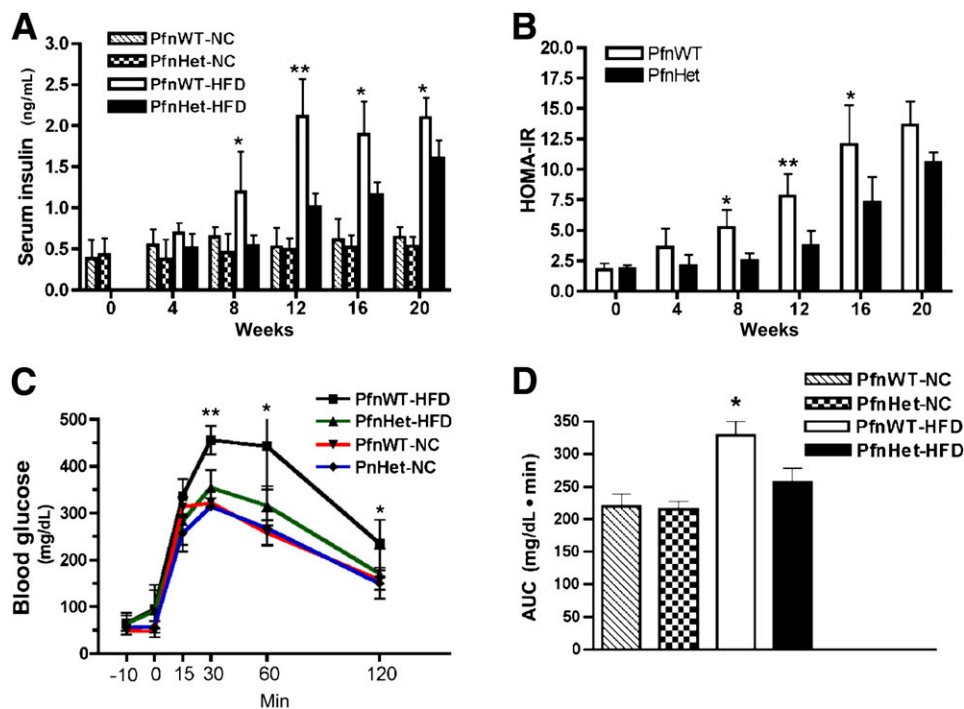 A
PfnWT-NC
PfnHet-NC
PfnWT-HFD
PfnHet-HFD
Serum insulin (ng/mL)
3.0
2.5
2.0
1.5
1.0
0.5
0.0
*
**
*
*
0 4 8 12 16 20
Weeks
B
PfnWT
PfnHet
HOMA-IR
20.0
17.5
15.0
12.5
10.0
7.5
5.0
2.5
0.0
*
**
*
0 4 8 12 16 20
Weeks
C
PfnWT-HFD
PfnHet-HFD
PfnWT-NC
PnHet-NC
Blood glucose
(mg/dL)
500
400
300
200
100
0
**
*
*
-10 0 15 30 60 120
Min
D
PfnWT-NC
PfnHet-NC
PfnWT-HFD
PfnHet-HFD
AUC (mg/dL • min)
350
300
250
200
150
100
50
0
*